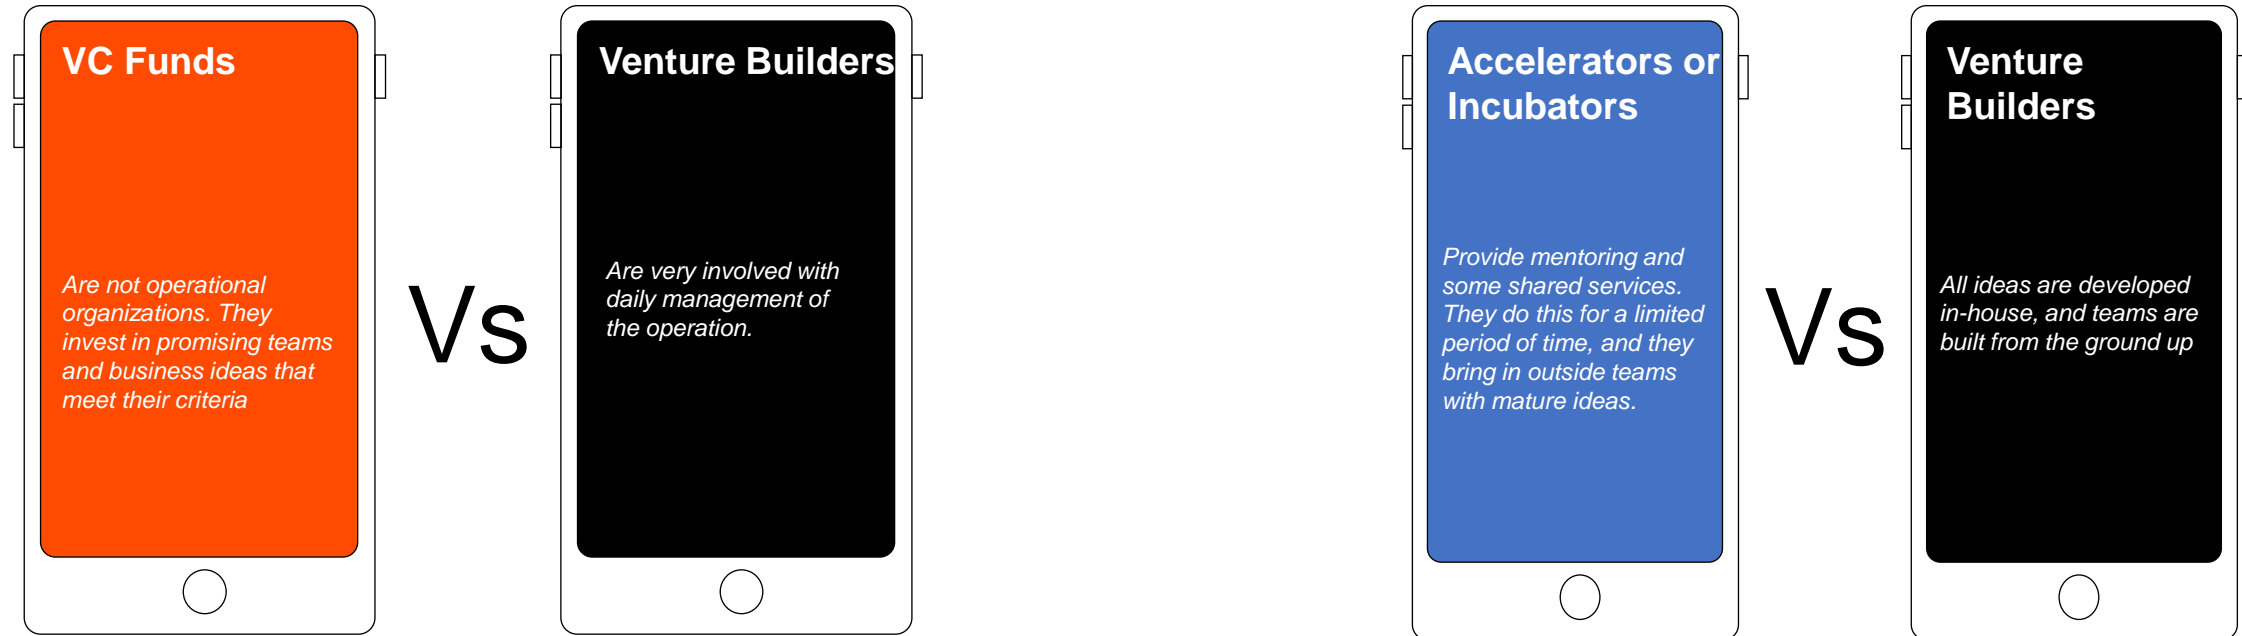 VC Funds
Are not operational
organizations. They
invest in promising teams
and business ideas that
meet their criteria
Vs
Venture Builders
Are very involved with
daily management of
the operation.
Accelerators or
Incubators
Provide mentoring and
some shared services.
They do this for a limited
period of time, and they
bring in outside teams
with mature ideas.
Vs
Venture
Builders
All ideas are developed
in-house, and teams are
built from the ground up